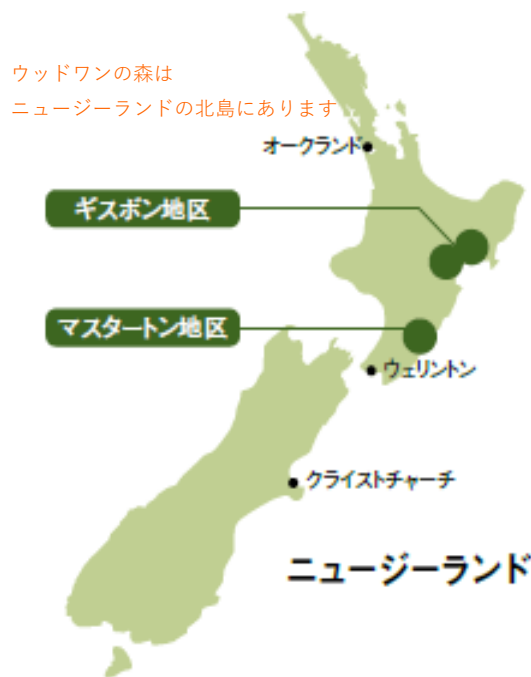 ウッドワンの森は
ニュージーランドの北島にあります
オークランド
ギスボン地区
マスタートン地区
ウェリントン
クライストチャーチ
ニュージーランド